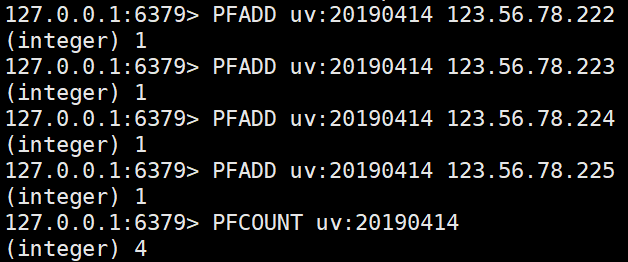 127.0.0.1:6379> PFADD uv:20190414 123.56.78.222
(integer) 1
127.0.0.1:6379> PFADD uv:20190414 123.56.78.223
(integer) 1
127.0.0.1:6379> PFADD uv:20190414 123.56.78.224
(integer) 1
127.0.0.1:6379> PFADD uv:20190414 123.56.78.225
(integer) 1
127.0.0.1:6379> PFCOUNT uv:20190414
(integer) 4